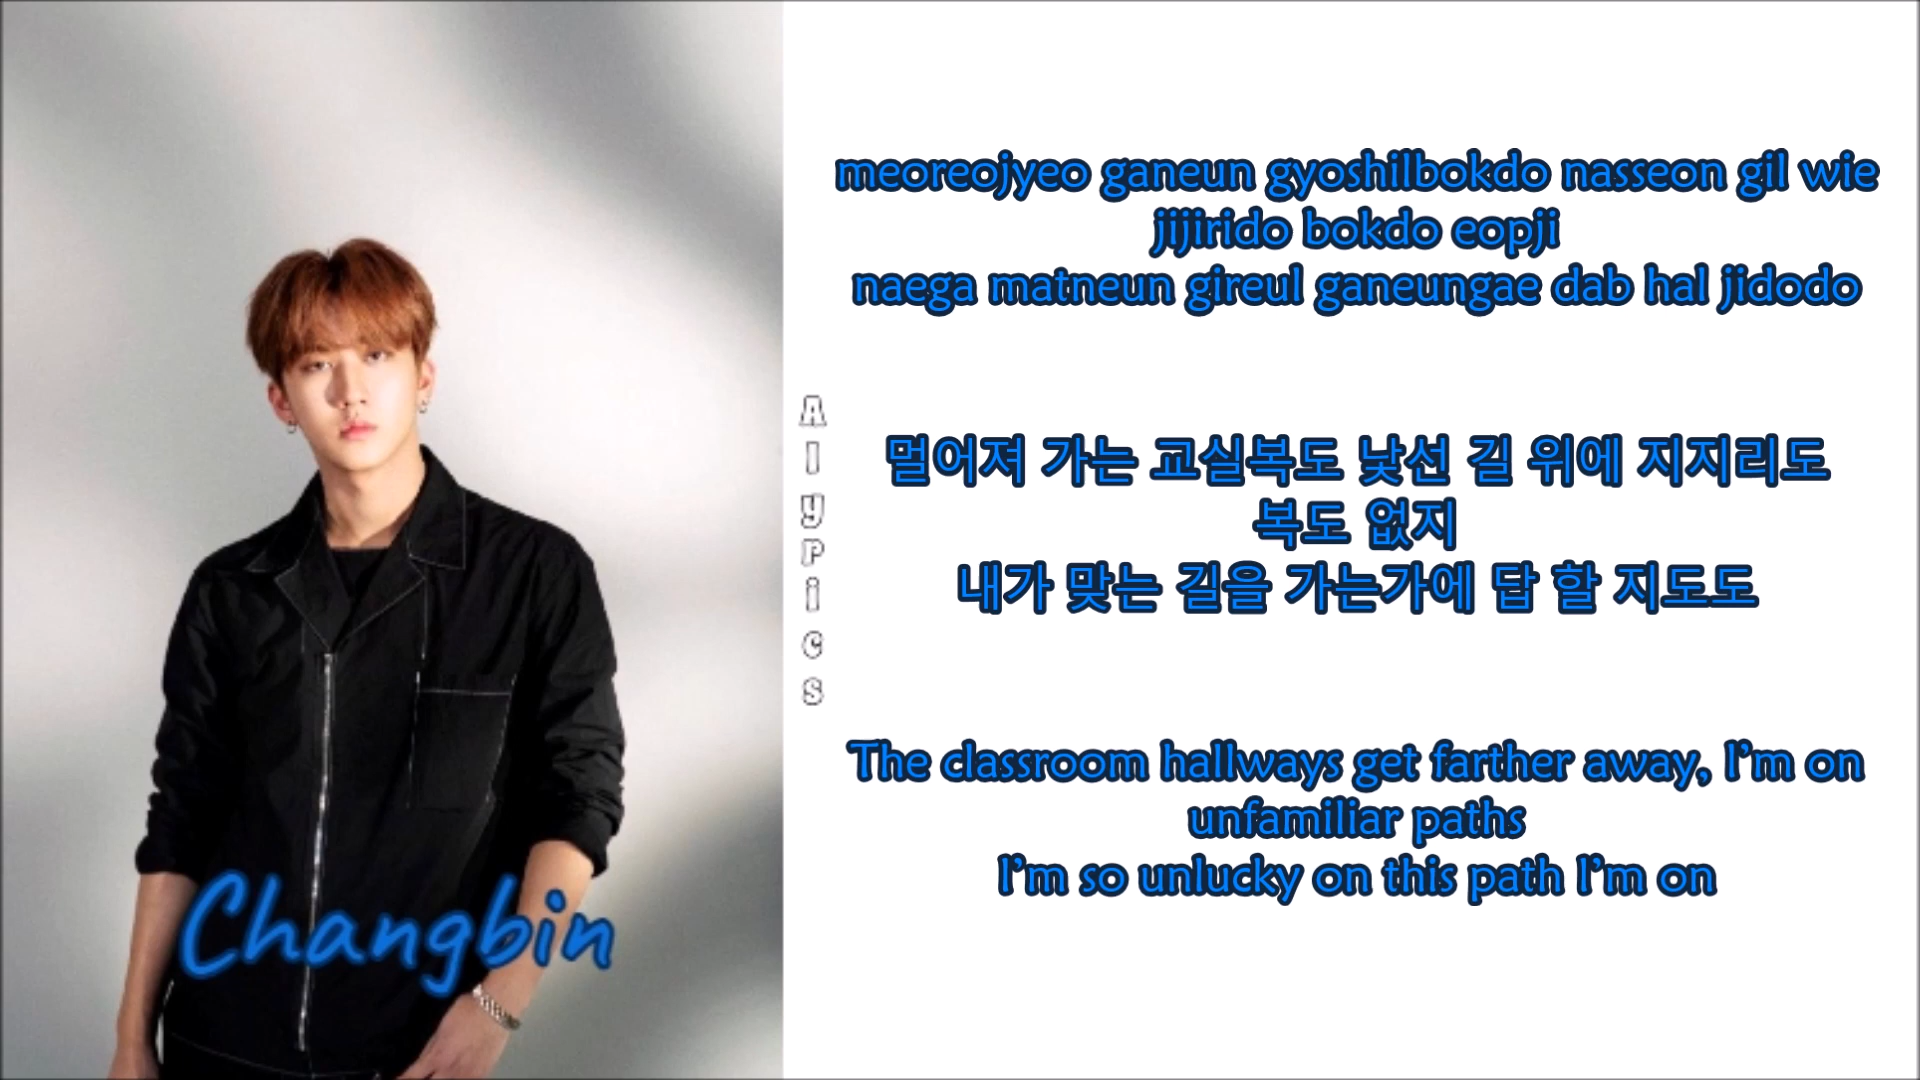 meoreojyeo ganeun gyoshilbokdo nasseon gil wie
jijirido bokdo eopji
naega matneun gireul ganeungae dab hal jidodo
멀어져 가는 교실복도 낯선 길 위에 지지리도
복도 없지
내가 맞는 길을 가는가에 답 할 지도도
The classroom hallways get farther away, I'm on
unfamiliar paths
I'm so unlucky on this path I'm on
Changbin
Alypics